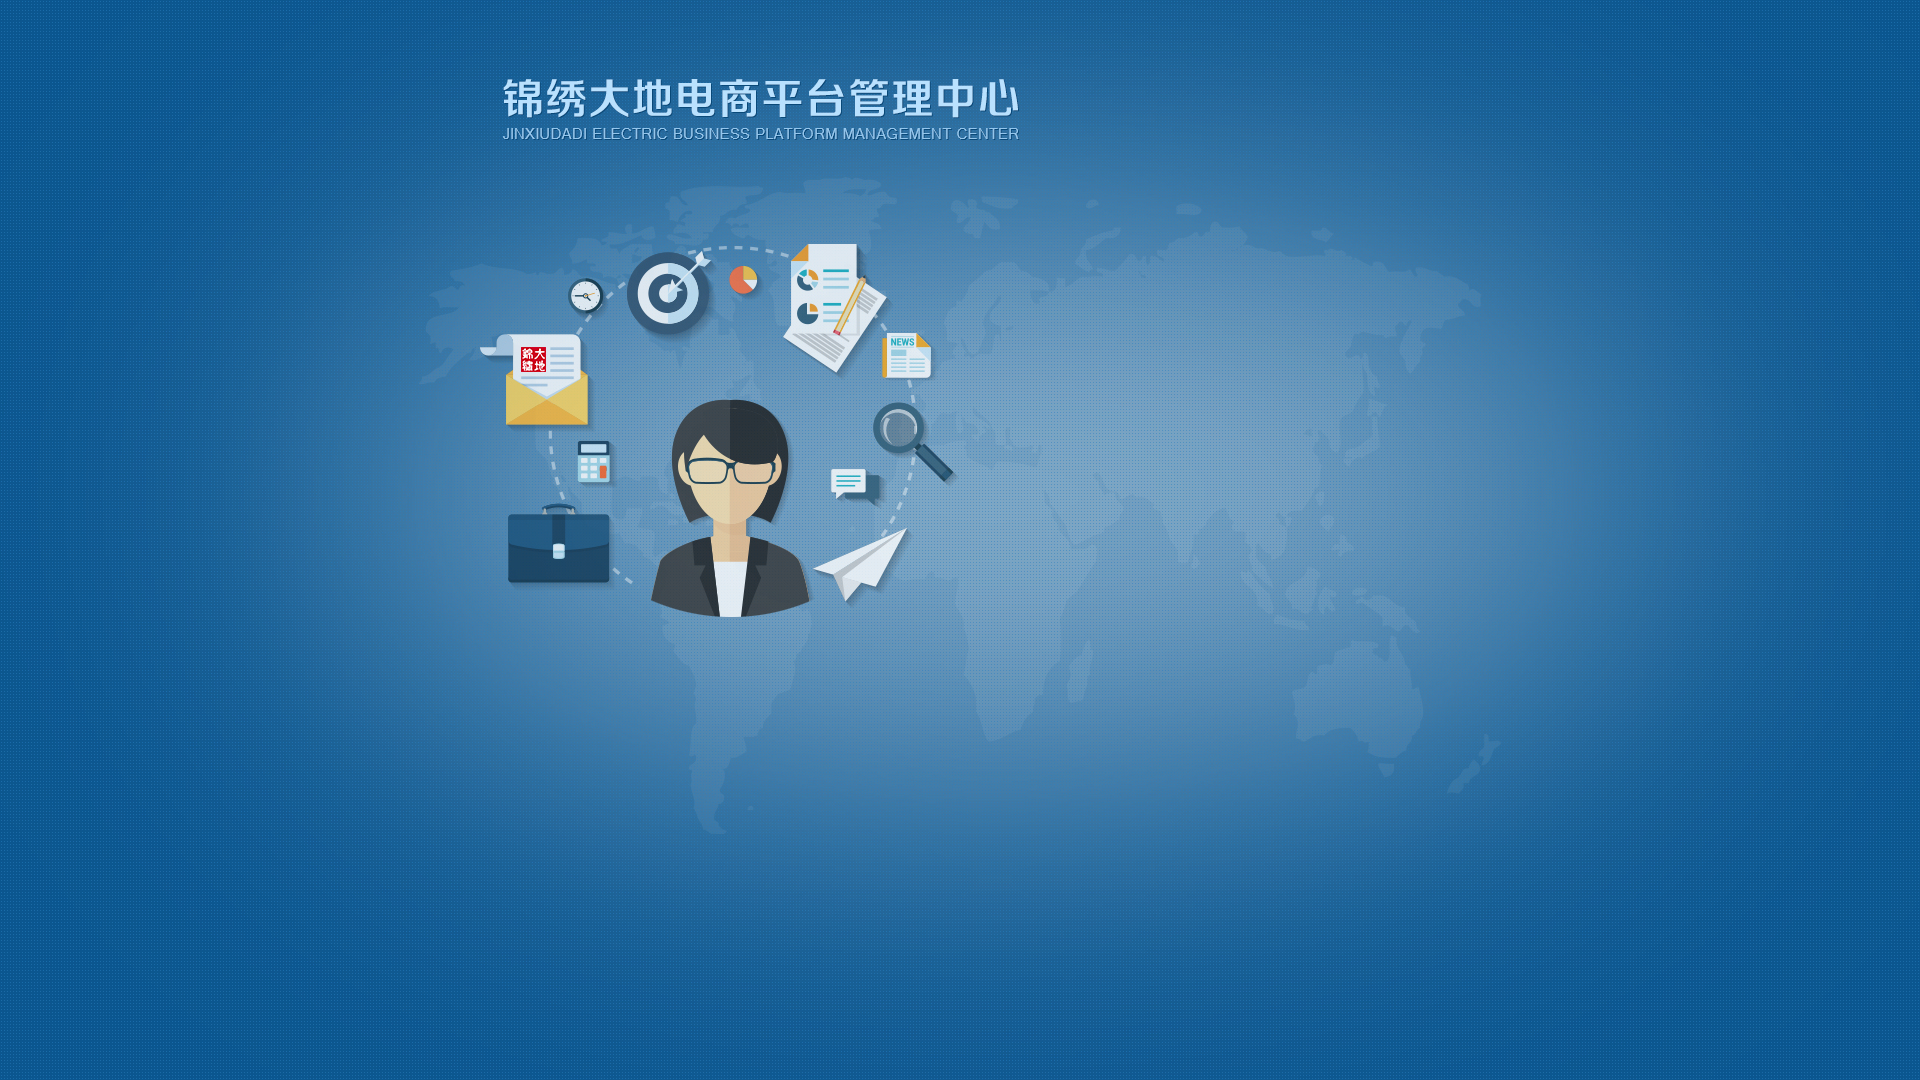 锦绣大地电商平台管理中心
JINXIUDADI ELECTRIC BUSINESS PLATFORM MANAGEMENT CENTER
NEWS
錦大
繡地